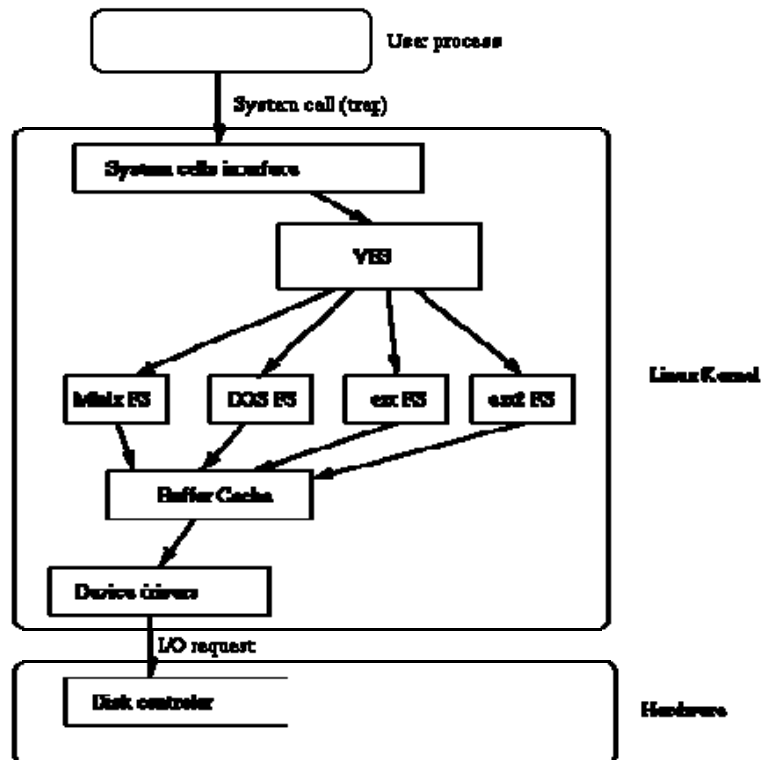 User process
System call (trap)
System calls interface
VFS
Minix FS
DOS FS
ext FS
ext2 FS
Linux Kernel
Buffer Cache
Device drivers
I/O request
Disk controler
Hardware